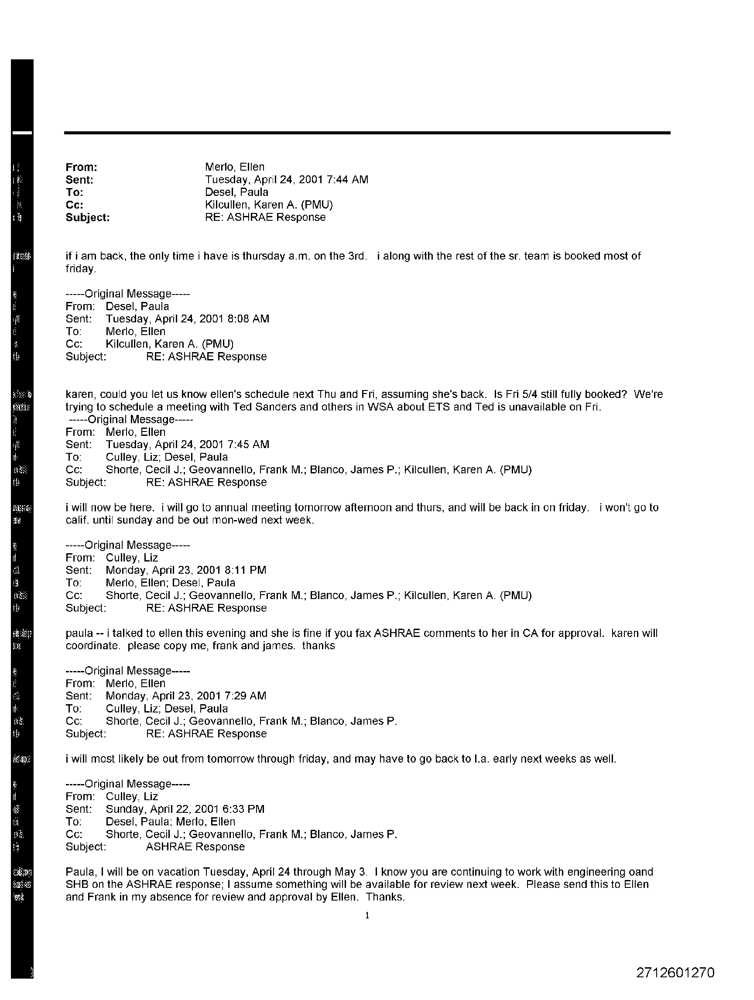 From: Merlo, Ellen
Sent: Tuesday, April 24, 2001 7:44 AM
To: Desel, Paula
Cc: Kilcullen, Karen A. (PMU)
Subject: RE: ASHRAE Response
if i am back, the only time i have is thursday a.m. on the 3rd. i along with the rest of the sr. team is booked most of
friday.
-----Original Message-----
From: Desel, Paula
Sent: Tuesday, April 24, 2001 8:08 AM
To: Merlo, Ellen
Cc: Kilcullen, Karen A. (PMU)
Subject: RE: ASHRAE Response
karen, could you let us know ellen's schedule next Thu and Fri, assuming she's back. Is Fri 5/4 still fully booked? We're
trying to schedule a meeting with Ted Sanders and others in WSA about ETS and Ted is unavailable on Fri.
-----Original Message-----
From: Merlo, Ellen
Sent: Tuesday, April 24, 2001 7:45 AM
To: Culley, Liz; Desel, Paula
Cc: Shorte, Cecil J.; Geovannello, Frank M.; Blanco, James P.; Kilcullen, Karen A. (PMU)
Subject: RE: ASHRAE Response
i will now be here. i will go to annual meeting tomorrow afternoon and thurs, and will be back in on friday. i won't go to
calif. until sunday and be out mon-wed next week.
-----Original Message-----
From: Culley, Liz
Sent: Monday, April 23, 2001 8:11 PM
To: Merlo, Ellen; Desel, Paula
Cc: Shorte, Cecil J.; Geovannello, Frank M.; Blanco, James P.; Kilcullen, Karen A. (PMU)
Subject: RE: ASHRAE Response
paula -- i talked to ellen this evening and she is fine if you fax ASHRAE comments to her in CA for approval. karen will
coordinate. please copy me, frank and james. thanks
-----Original Message-----
From: Merlo, Ellen
Sent: Monday, April 23, 2001 7:29 AM
To: Culley, Liz; Desel, Paula
Cc: Shorte, Cecil J.; Geovannello, Frank M.; Blanco, James P.
Subject: RE: ASHRAE Response
i will most likely be out from tomorrow through friday, and may have to go back to l.a. early next weeks as well.
-----Original Message-----
From: Culley, Liz
Sent: Sunday, April 22, 2001 6:33 PM
To: Desel, Paula; Merlo, Ellen
Cc: Shorte, Cecil J.; Geovannello, Frank M.; Blanco, James P.
Subject: ASHRAE Response
Paula, I will be on vacation Tuesday, April 24 through May 3. I know you are continuing to work with engineering oand
SHB on the ASHRAE response; I assume something will be available for review next week. Please send this to Ellen
and Frank in my absence for review and approval by Ellen. Thanks.
1
2712601270